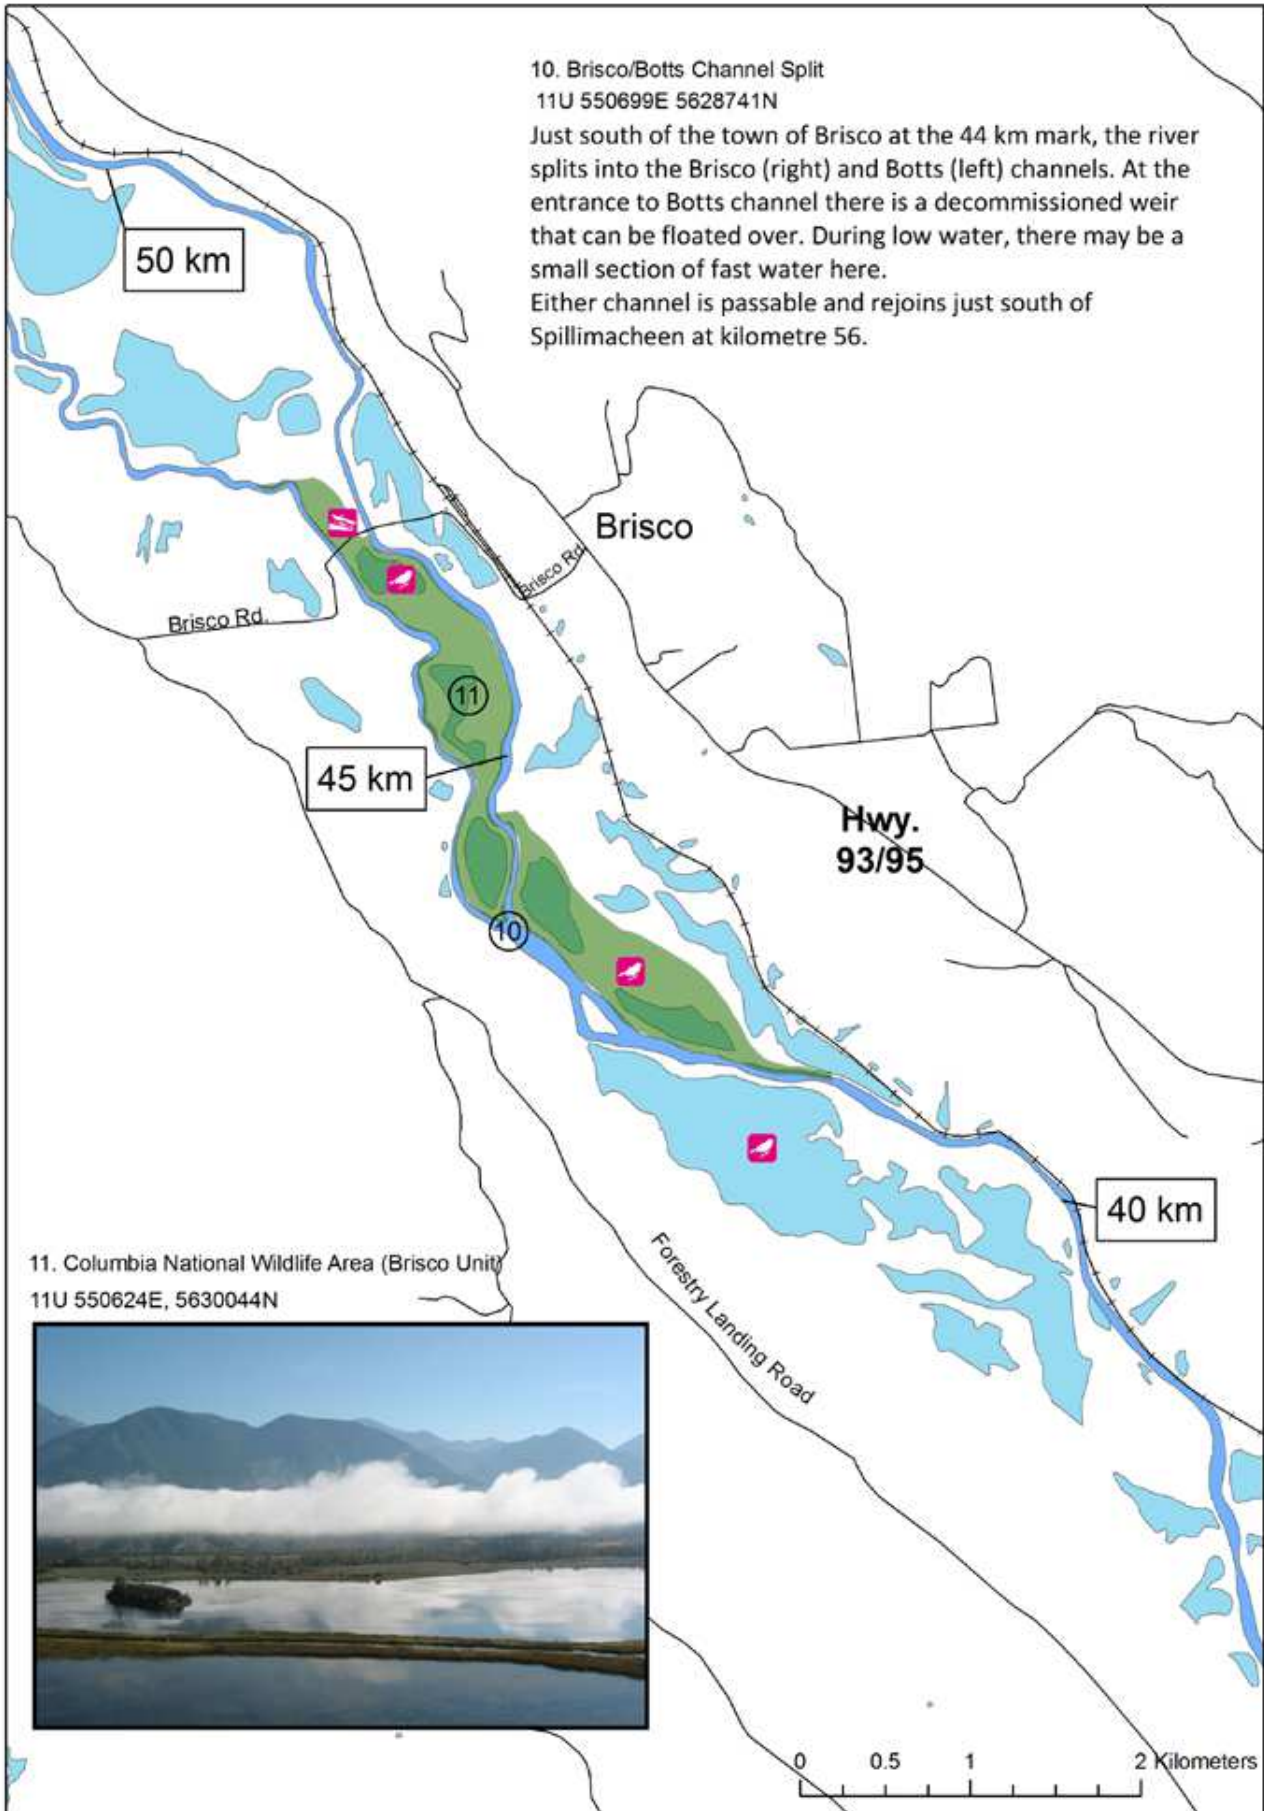 10. Brisco/Botts Channel Split
11U 550699E 5628741N
Just south of the town of Brisco at the 44 km mark, the river
splits into the Brisco (right) and Botts (left) channels. At the
entrance to Botts channel there is a decommissioned weir
that can be floated over. During low water, there may be a
small section of fast water here.
Either channel is passable and rejoins just south of
Spillimacheen at kilometre 56.
50 km
Brisco
Brisco Rd.
Brisco Rd.
11
45 km
Hwy.
93/95
10
40 km
Forestry Landing Road
11. Columbia National Wildlife Area (Brisco Unit)
11U 550624E, 5630044N
0 0.5 1 2 Kilometers